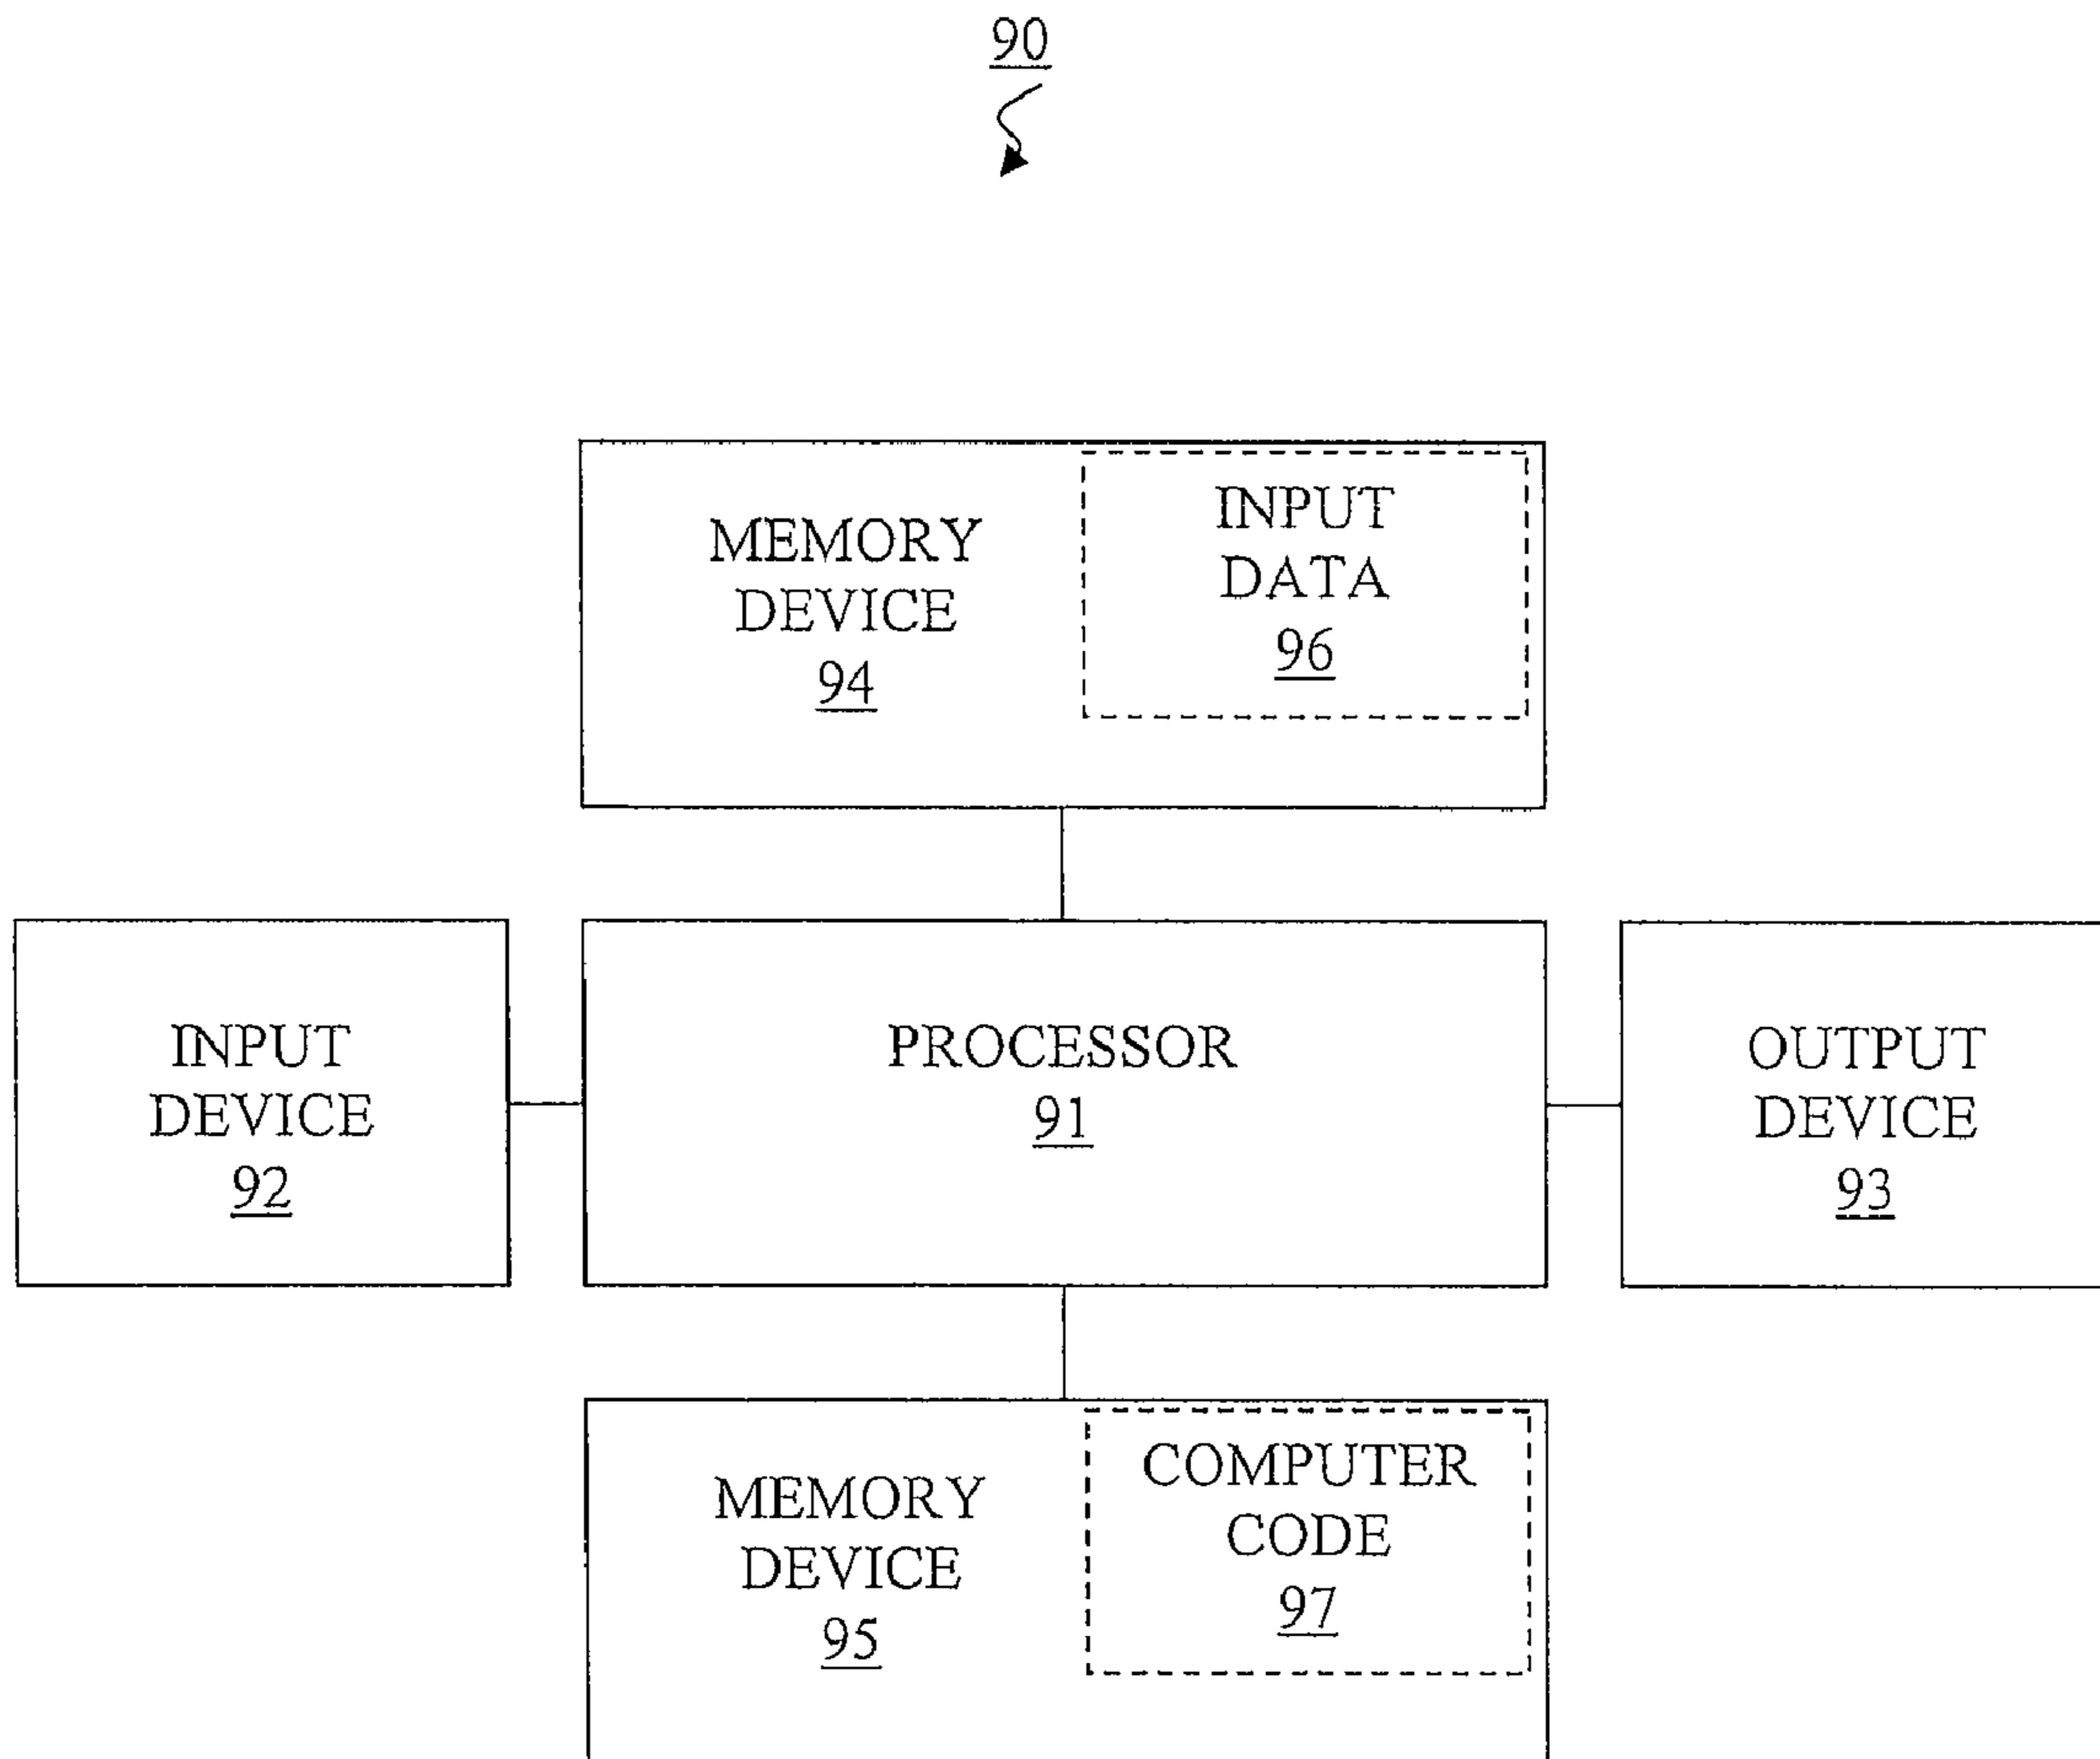 90
MEMORY
DEVICE
94
INPUT
DATA
96
INPUT
DEVICE
92
PROCESSOR
91
OUTPUT
DEVICE
93
MEMORY
DEVICE
95
COMPUTER
CODE
97